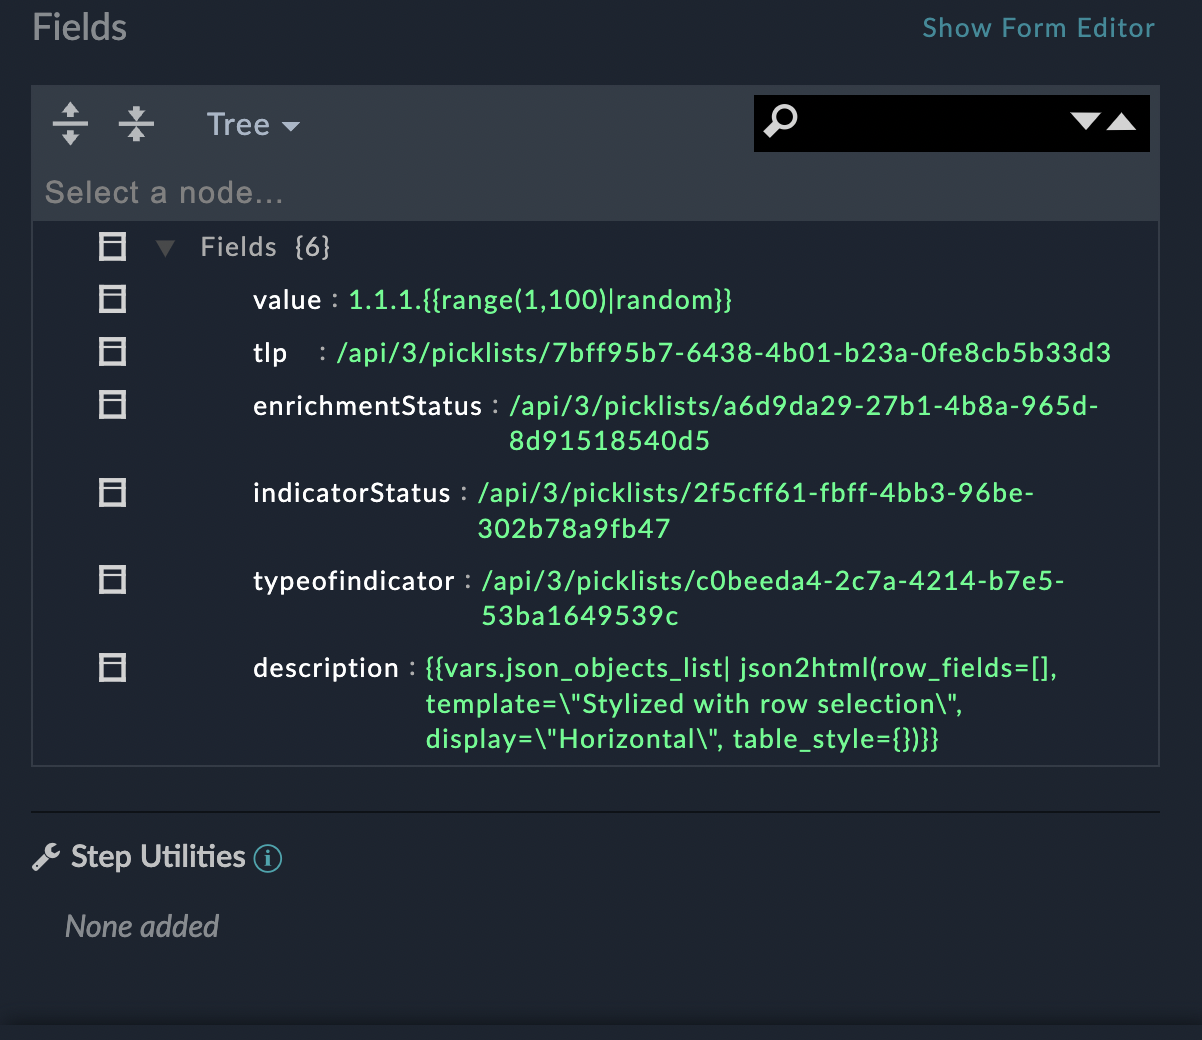 Fields
Show Form Editor
Tree
Select a node...
Fields {6}
value : 1.1.1.{{range(1,100)|random}}
tlp : /api/3/picklists/7bff95b7-6438-4b01-b23a-0fe8cb5b33d3
enrichmentStatus : /api/3/picklists/a6d9da29-27b1-4b8a-965d-
8d91518540d5
indicatorStatus : /api/3/picklists/2f5cff61-fbff-4bb3-96be-
302b78a9fb47
typeofindicator : /api/3/picklists/c0beeda4-2c7a-4214-b7e5-
53ba1649539c
description : {{vars.json_objects_list| json2html(row_fields=[],
template=\"Stylized with row selection\",
display=\"Horizontal\", table_style={})}}
Step Utilities
None added